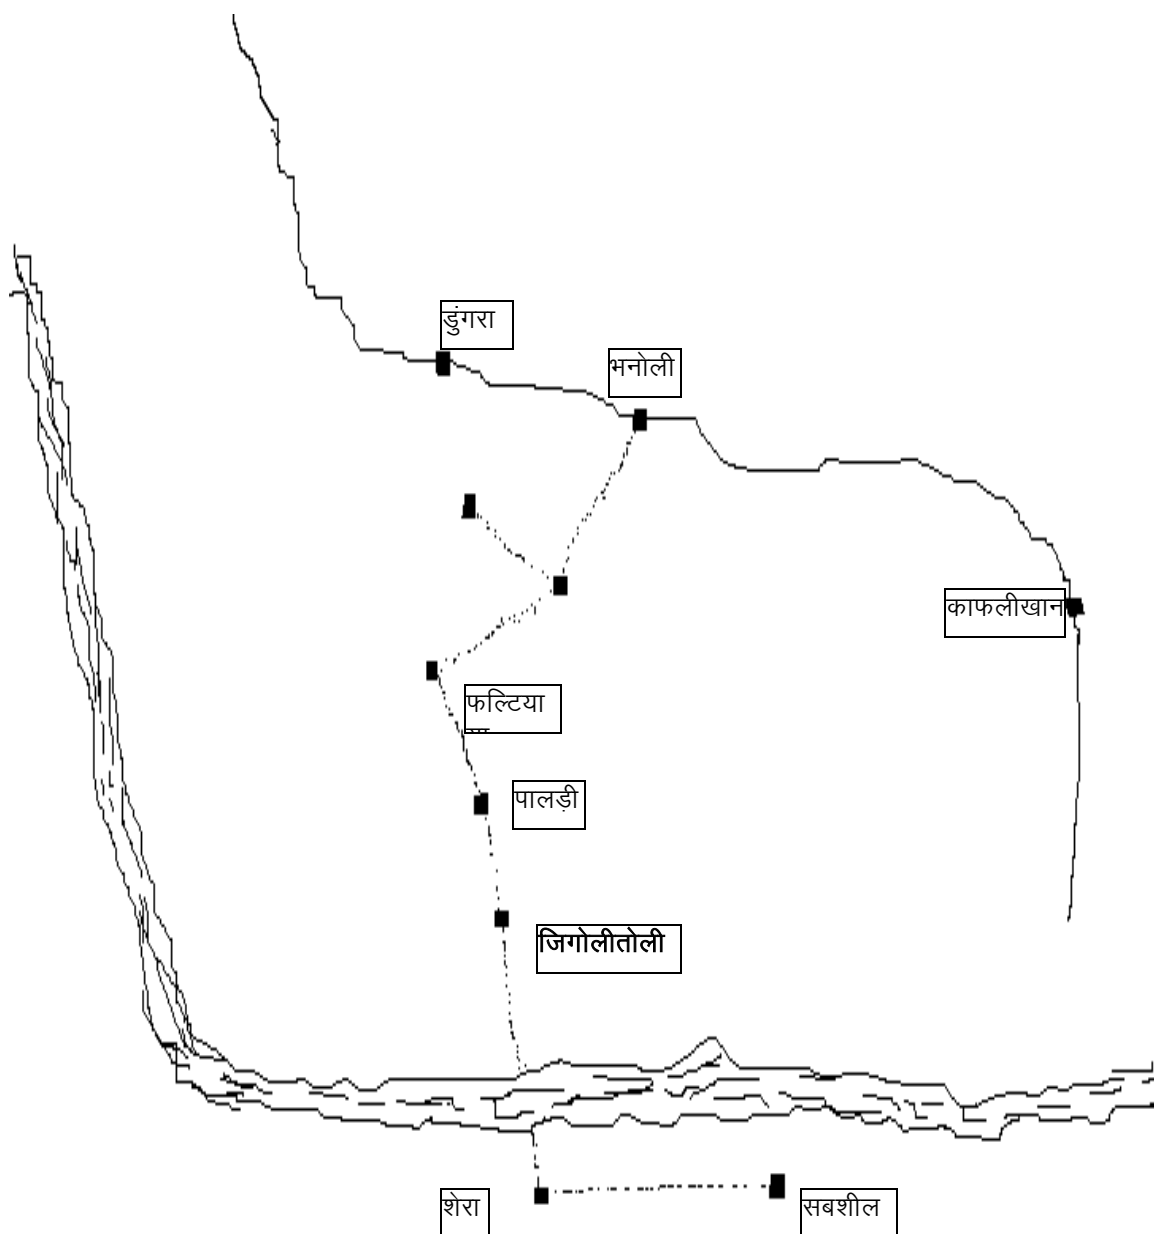 डुंगरा
भनोली
काफलीखान
फल्टिया
पालड़ी
जिगोलीतोली
शेरा
सबशील